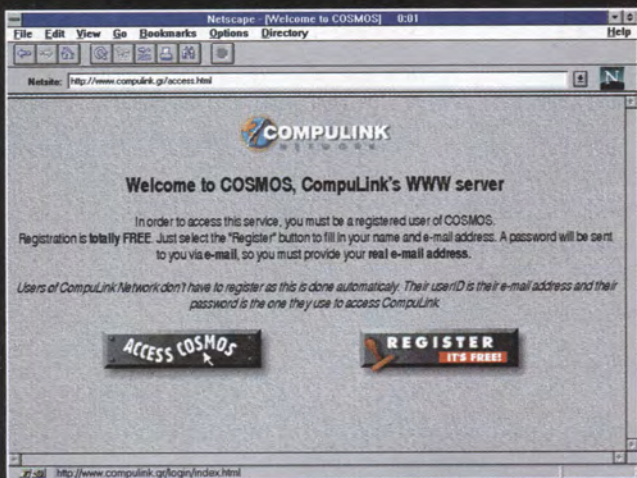 Netscape - [Welcome to COSMOS] 0:01
File Edit View Go Bookmarks Options Directory Help
Netsite: http://www.compulink.gr/access.html
N
COMPULINK
NETWORK
Welcome to COSMOS, CompuLink's WWW server
In order to access this service, you must be a registered user of COSMOS.
Registration is totally FREE. Just select the "Register" button to fill in your name and e-mail address. A password will be sent
to you via e-mail, so you must provide your real e-mail address.
Users of CompuLink Network don't have to register as this is done automaticaly. Their userID is their e-mail address and their
password is the one they use to access CompuLink
ACCESS COSMOS
REGISTER
IT'S FREE!
http://www.compulink.gr/login/index.html